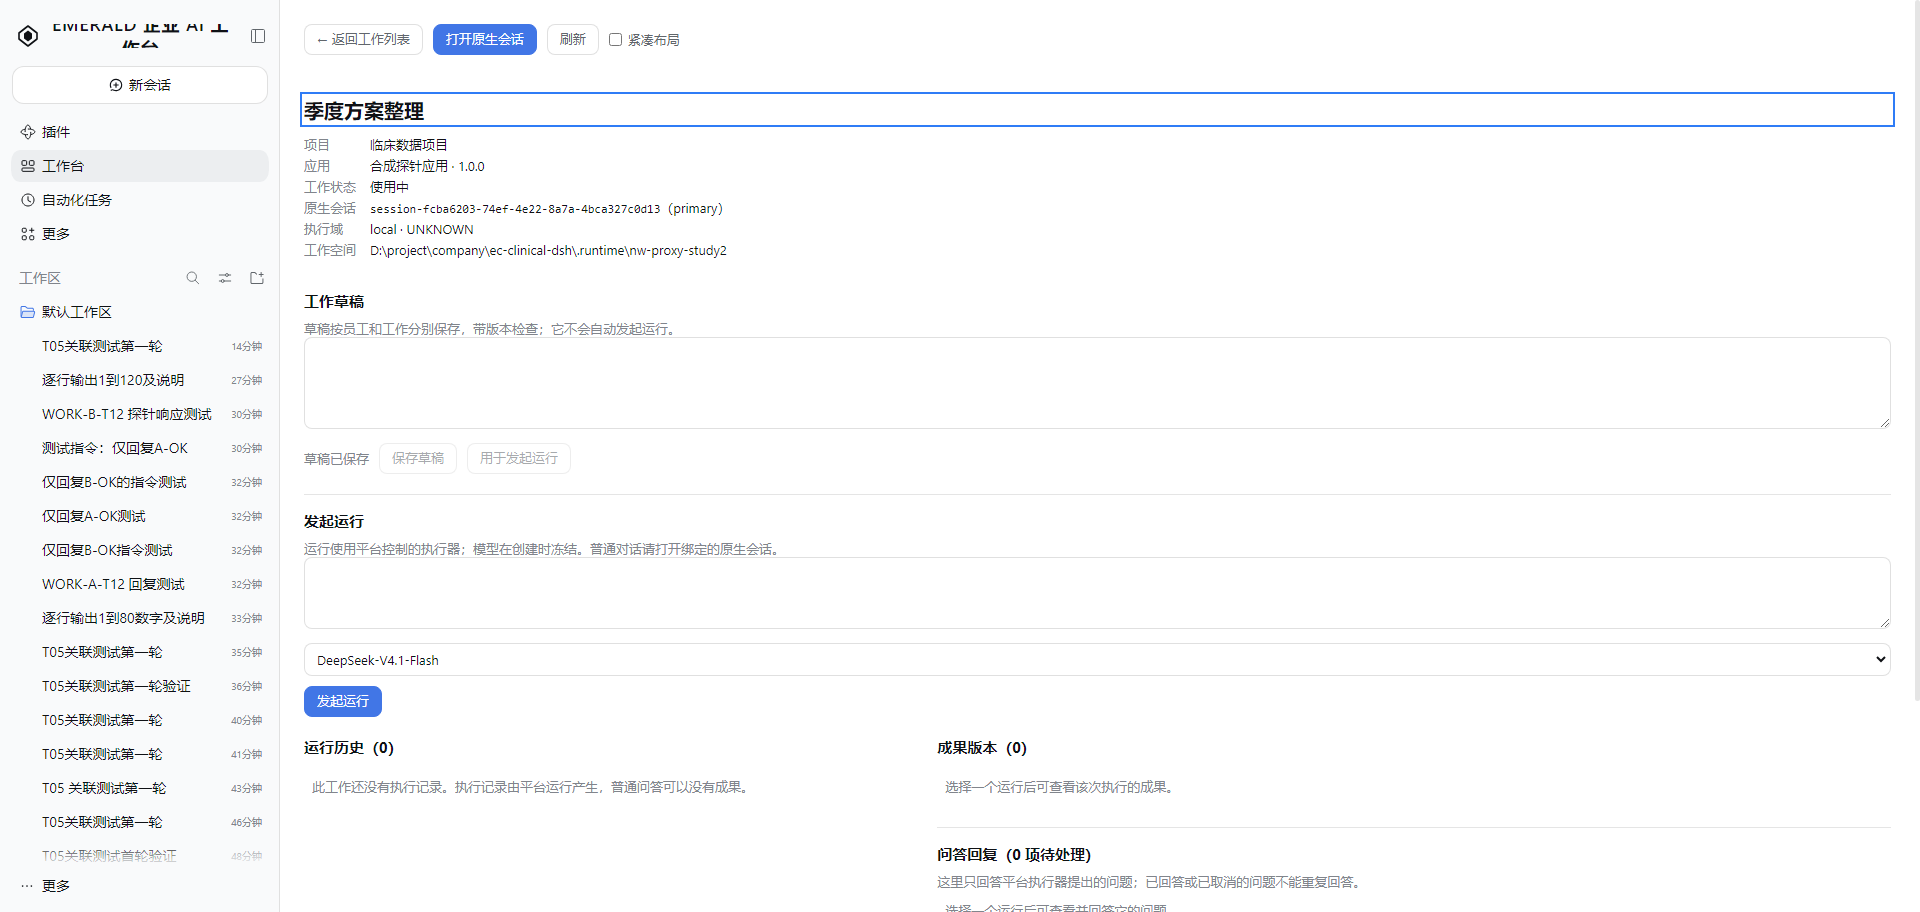 EMERALD 企业 AI 工
作台
新会话
插件
工作台
自动化任务
更多
工作区
默认工作区
T05关联测试第一轮 14分钟
逐行输出1到120及说明 27分钟
WORK-B-T12 探针响应测试 30分钟
测试指令：仅回复A-OK 30分钟
仅回复B-OK的指令测试 32分钟
仅回复A-OK测试 32分钟
仅回复B-OK指令测试 32分钟
WORK-A-T12 回复测试 32分钟
逐行输出1到80数字及说明 33分钟
T05关联测试第一轮 35分钟
T05关联测试第一轮验证 36分钟
T05关联测试第一轮 40分钟
T05关联测试第一轮 41分钟
T05 关联测试第一轮 43分钟
T05关联测试第一轮 46分钟
T05关联测试首轮验证 48分钟
··· 更多
←返回工作列表 打开原生会话 刷新 紧凑布局
季度方案整理
项目 临床数据项目
应用 合成探针应用 · 1.0.0
工作状态 使用中
原生会话 session-fcba6203-74ef-4e22-8a7a-4bca327c0d13（primary）
执行域 local · UNKNOWN
工作空间 D:\project\company\ec-clinical-dsh\.runtime\nw-proxy-study2
工作草稿
草稿按员工和工作分别保存，带版本检查；它不会自动发起运行。
草稿已保存 保存草稿 用于发起运行
发起运行
运行使用平台控制的执行器；模型在创建时冻结。普通对话请打开绑定的原生会话。
DeepSeek-V4.1-Flash
发起运行
运行历史（0）
此工作还没有执行记录。执行记录由平台运行产生，普通问答可以没有成果。
成果版本（0）
选择一个运行后可查看该次执行的成果。
问答回复（0 项待处理）
这里只回答平台执行器提出的问题；已回答或已取消的问题不能重复回答。
选择一个运行后可查看并回答它的问题